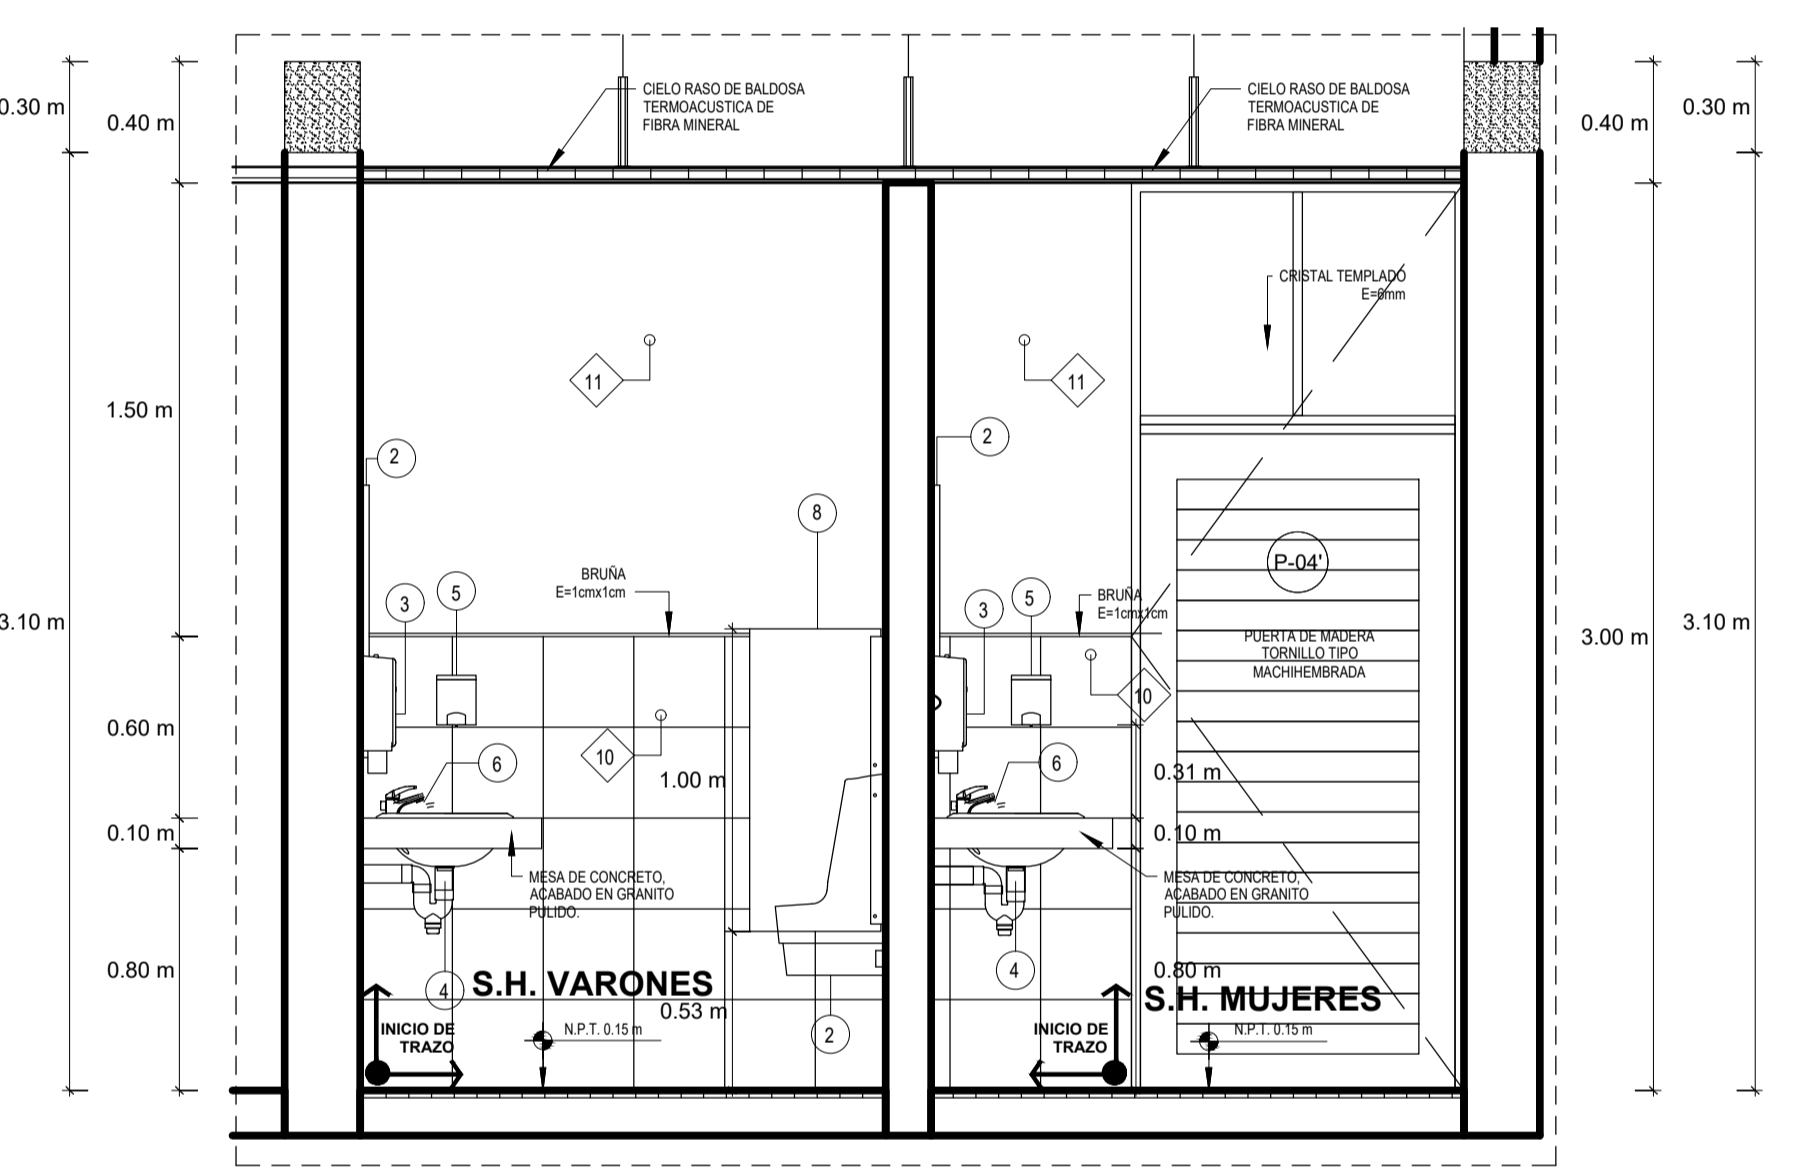 0.30 m
0.40 m
CIELO RASO DE BALDOSA
TERMOACUSTICA DE
FIBRA MINERAL
CIELO RASO DE BALDOSA
TERMOACUSTICA DE
FIBRA MINERAL
0.40 m
0.30 m
CRISTAL TEMPLADO
E=6mm
11
11
1.50 m
2
2
8
P-04'
BRUÑA
E=1cmx1cm
3
5
3
5
BRUÑA
E=1cmx1cm
3.10 m
PUERTA DE MADERA
TORNILLO TIPO
MACHIHEMBRADA
3.00 m
3.10 m
10
0.60 m
10
6
1.00 m
6
0.31 m
0.10 m
0.10 m
MESA DE CONCRETO,
ACABADO EN GRANITO
PULIDO.
MESA DE CONCRETO,
ACABADO EN GRANITO
PULIDO.
0.80 m
4
S.H. VARONES
4
0.80 m
S.H. MUJERES
0.53 m
INICIO DE
TRAZO
N.P.T. 0.15 m
2
INICIO DE
TRAZO
N.P.T. 0.15 m